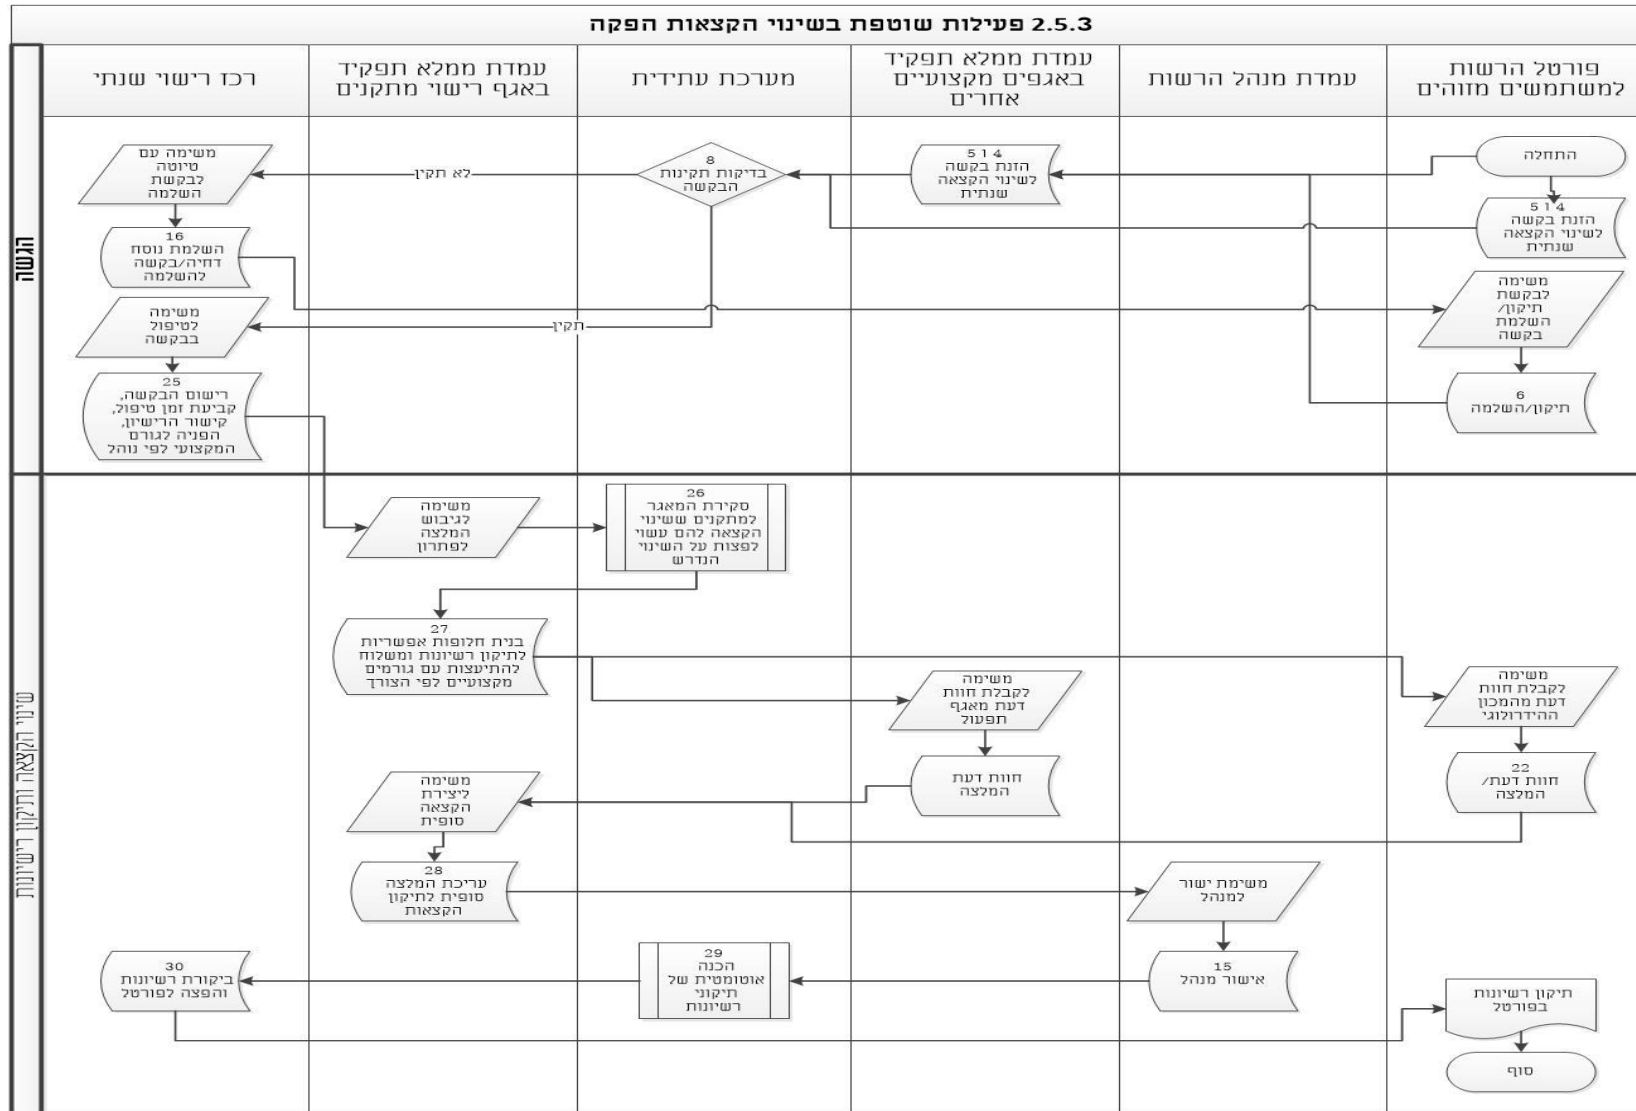 2.5.3 פעילות שוטפת בשינוי הקצאות הפקה
פורטל הרשות
למשתמשים מזוהים
עמדת מנהל הרשות
עמדת ממלא תפקיד
באגפים מקצועיים
אחרים
מערכת עתידית
עמדת ממלא תפקיד
באגף רישוי מתקנים
רכז רישוי שנתי
הגשה
התחלה
4 ו 5
הזנת בקשה
לשינוי הקצאה
שנתית
4 ו 5
הזנת בקשה
לשינוי הקצאה
שנתית
8
בדיקות תקינות
הבקשה
לא תקין
משימה עם
טיוטה
לבקשת
השלמה
16
השלמת נוסח
דחיה/בקשה
להשלמה
משימה
לבקשת
תיקון/
השלמת
בקשה
6
תיקון/השלמה
תקין
משימה
לטיפול
בבקשה
25
רישום הבקשה,
קביעת זמן טיפול,
קישור הרישיון,
הפניה לגורם
המקצועי לפי נוהל
שינוי הקצאה ותיקון רישיונות
משימה
לגיבוש
המלצה
לפתרון
26
סקירת המאגר
למתקנים ששינוי
הקצאה להם עשוי
לפצות על השינוי
הנדרש
27
בנית חלופות אפשריות
לתיקון רשיונות ומשלוח
להתיעצות עם גורמים
מקצועיים לפי הצורך
משימה
לקבלת חוות
דעת מאגף
תפעול
משימה
לקבלת חוות
דעת מהמכון
ההידרולוגי
חוות דעת
המלצה
22
חוות דעת/
המלצה
משימה
ליצירת
הקצאה
סופית
28
עריכת המלצה
סופית לתיקון
הקצאות
משימת ישור
למנהל
15
אישור מנהל
29
הכנה
אוטומטית של
תיקוני
רשיונות
30
ביקורת רשיונות
והפצה לפורטל
תיקון רשיונות
בפורטל
סוף